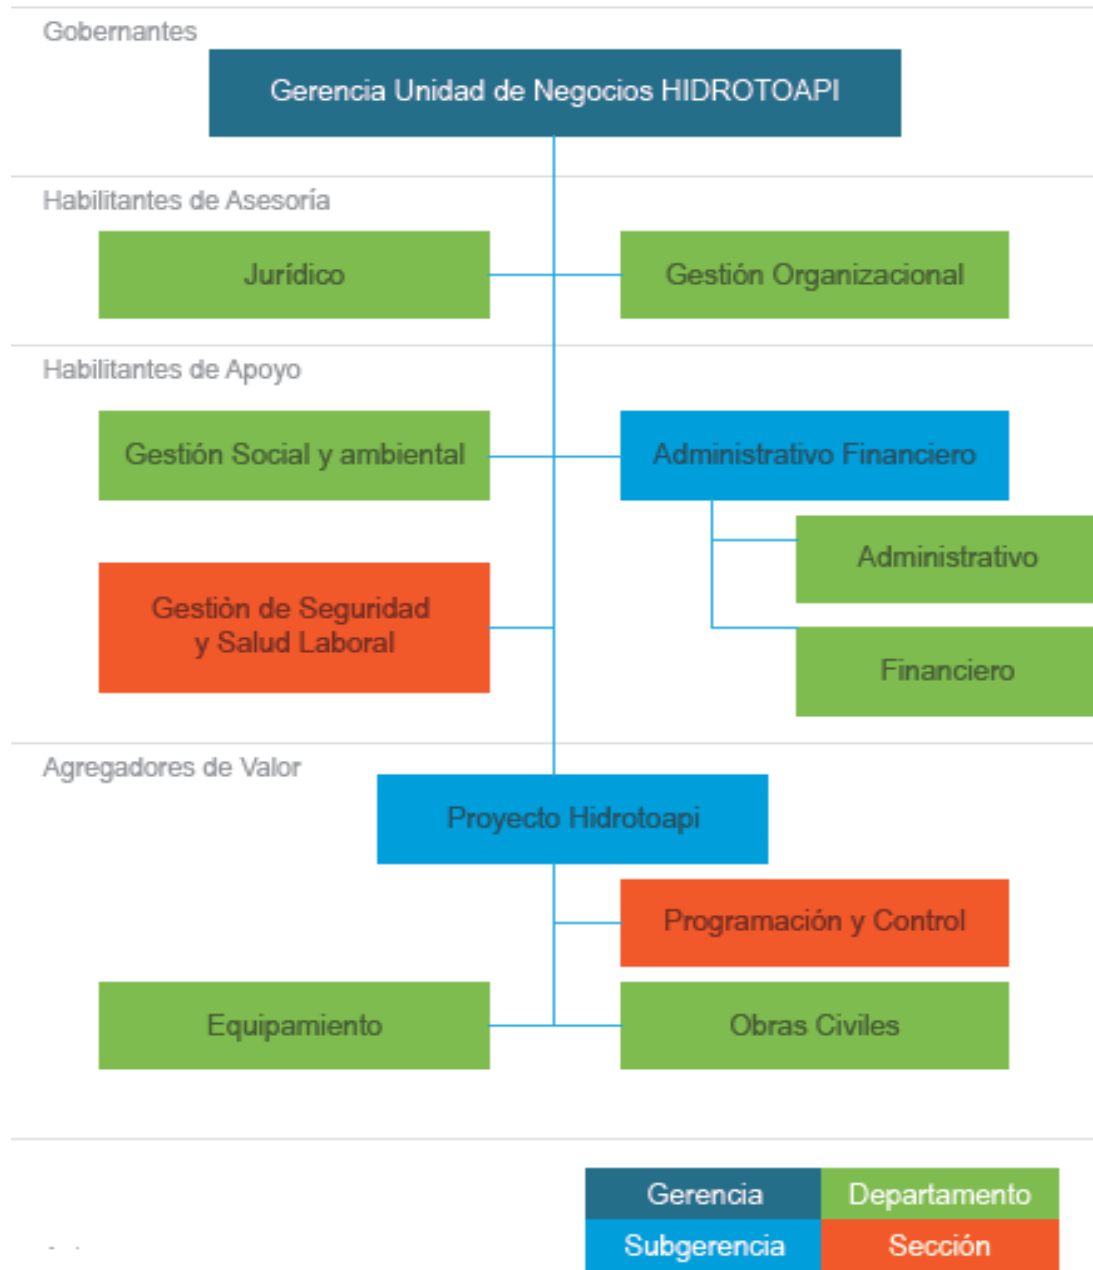 Gobernantes
Gerencia Unidad de Negocios HIDROTOAPI
Habilitantes de Asesoría
Jurídico
Gestión Organizacional
Habilitantes de Apoyo
Gestión Social y ambiental
Administrativo Financiero
Administrativo
Gestiòn de Seguridad
y Salud Laboral
Financiero
Agregadores de Valor
Proyecto Hidrotoapi
Programación y Control
Equipamiento
Obras Civiles
Gerencia
Departamento
Subgerencia
Sección